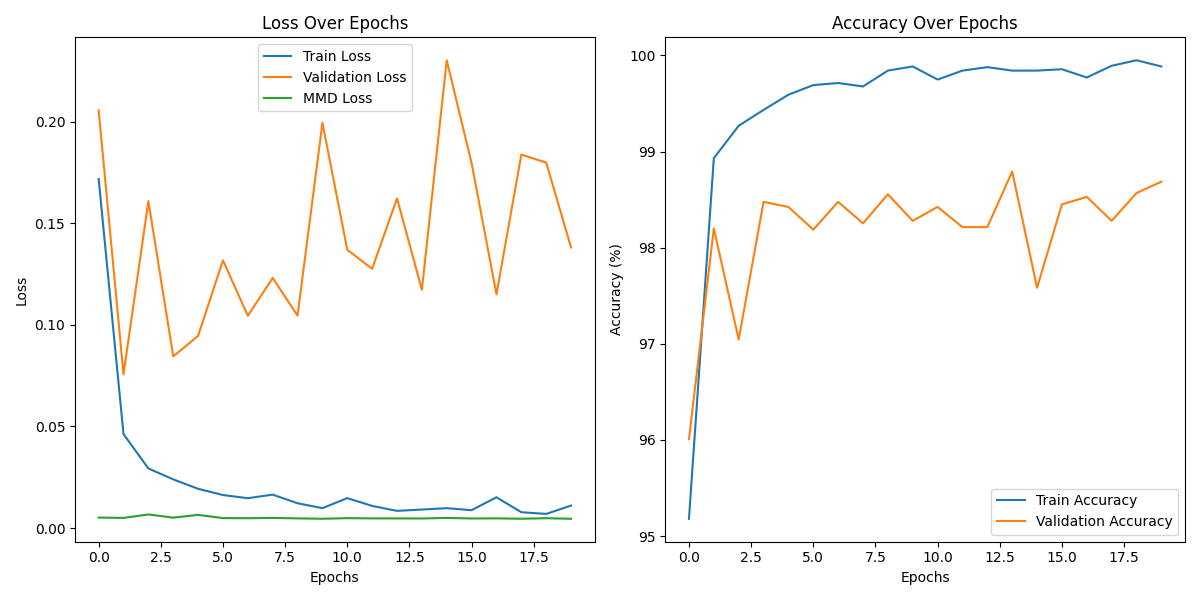 Loss Over Epochs
Train Loss
Validation Loss
MMD Loss
Loss
0.20
0.15
0.10
0.05
0.00
0.0 2.5 5.0 7.5 10.0 12.5 15.0 17.5
Epochs
Accuracy Over Epochs
Accuracy (%)
100
99
98
97
96
95
Train Accuracy
Validation Accuracy
0.0 2.5 5.0 7.5 10.0 12.5 15.0 17.5
Epochs